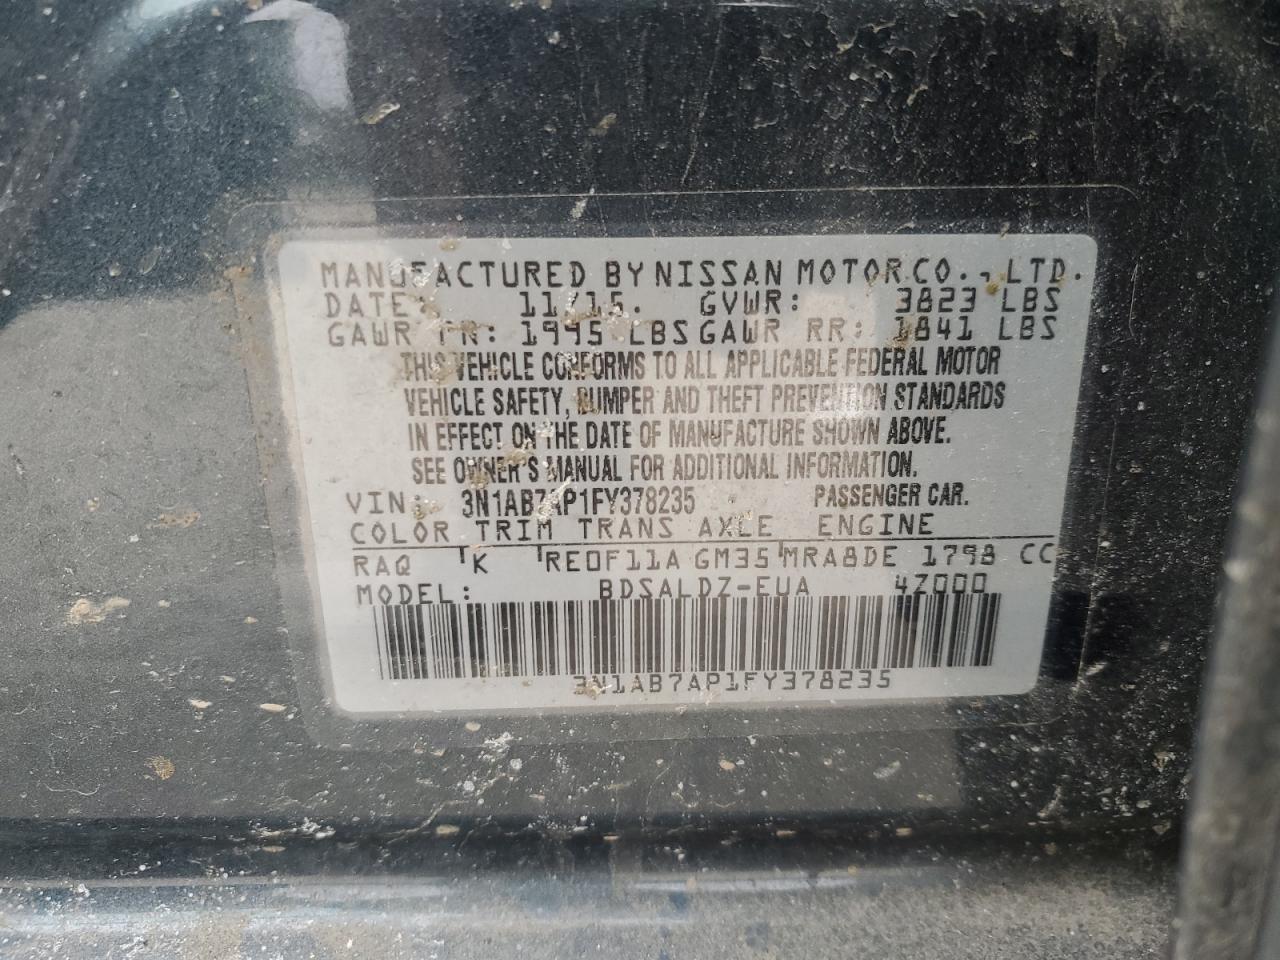 MANUFACTURED BY NISSAN MOTOR CO., LTD.
DATE: 11/15. GVWR: 3823 LBS
GAWR FR: 1995 LBS GAWR RR: 1841 LBS
THIS VEHICLE CONFORMS TO ALL APPLICABLE FEDERAL MOTOR
VEHICLE SAFETY, BUMPER AND THEFT PREVENTION STANDARDS
IN EFFECT ON THE DATE OF MANUFACTURE SHOWN ABOVE.
SEE OWNER'S MANUAL FOR ADDITIONAL INFORMATION.
VIN: 3N1AB7AP1FY378235 PASSENGER CAR.
COLOR TRIM TRANS AXLE ENGINE
RAQ K RE0F11A GM35 MRA8DE 1798 CC
MODEL: BDSALDZ-EUA 4Z000
3N1AB7AP1FY378235